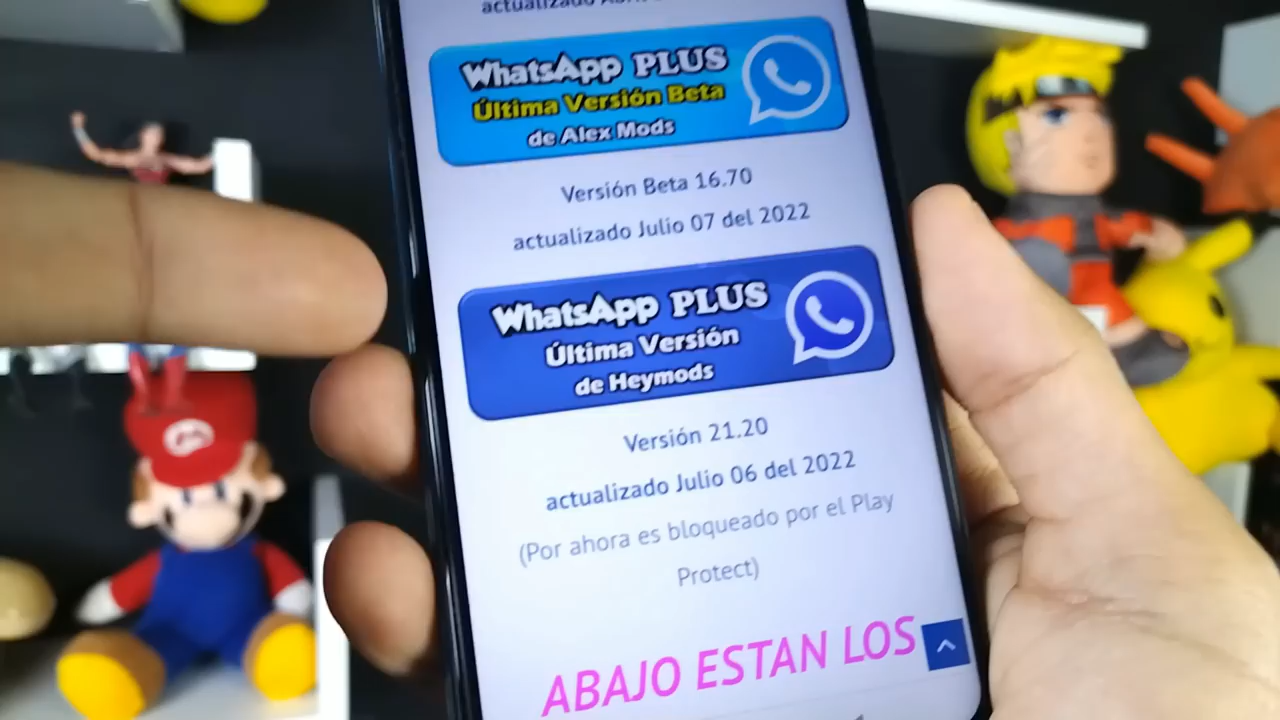 actualizado
WhatsApp PLUS
Última Versión Beta
de Alex Mods
Versión Beta 16.70
actualizado Julio 07 del 2022
WhatsApp PLUS
Última Versión
de Heymods
Versión 21.20
actualizado Julio 06 del 2022
(Por ahora es bloqueado por el Play
Protect)
ABAJO ESTAN LOS
M